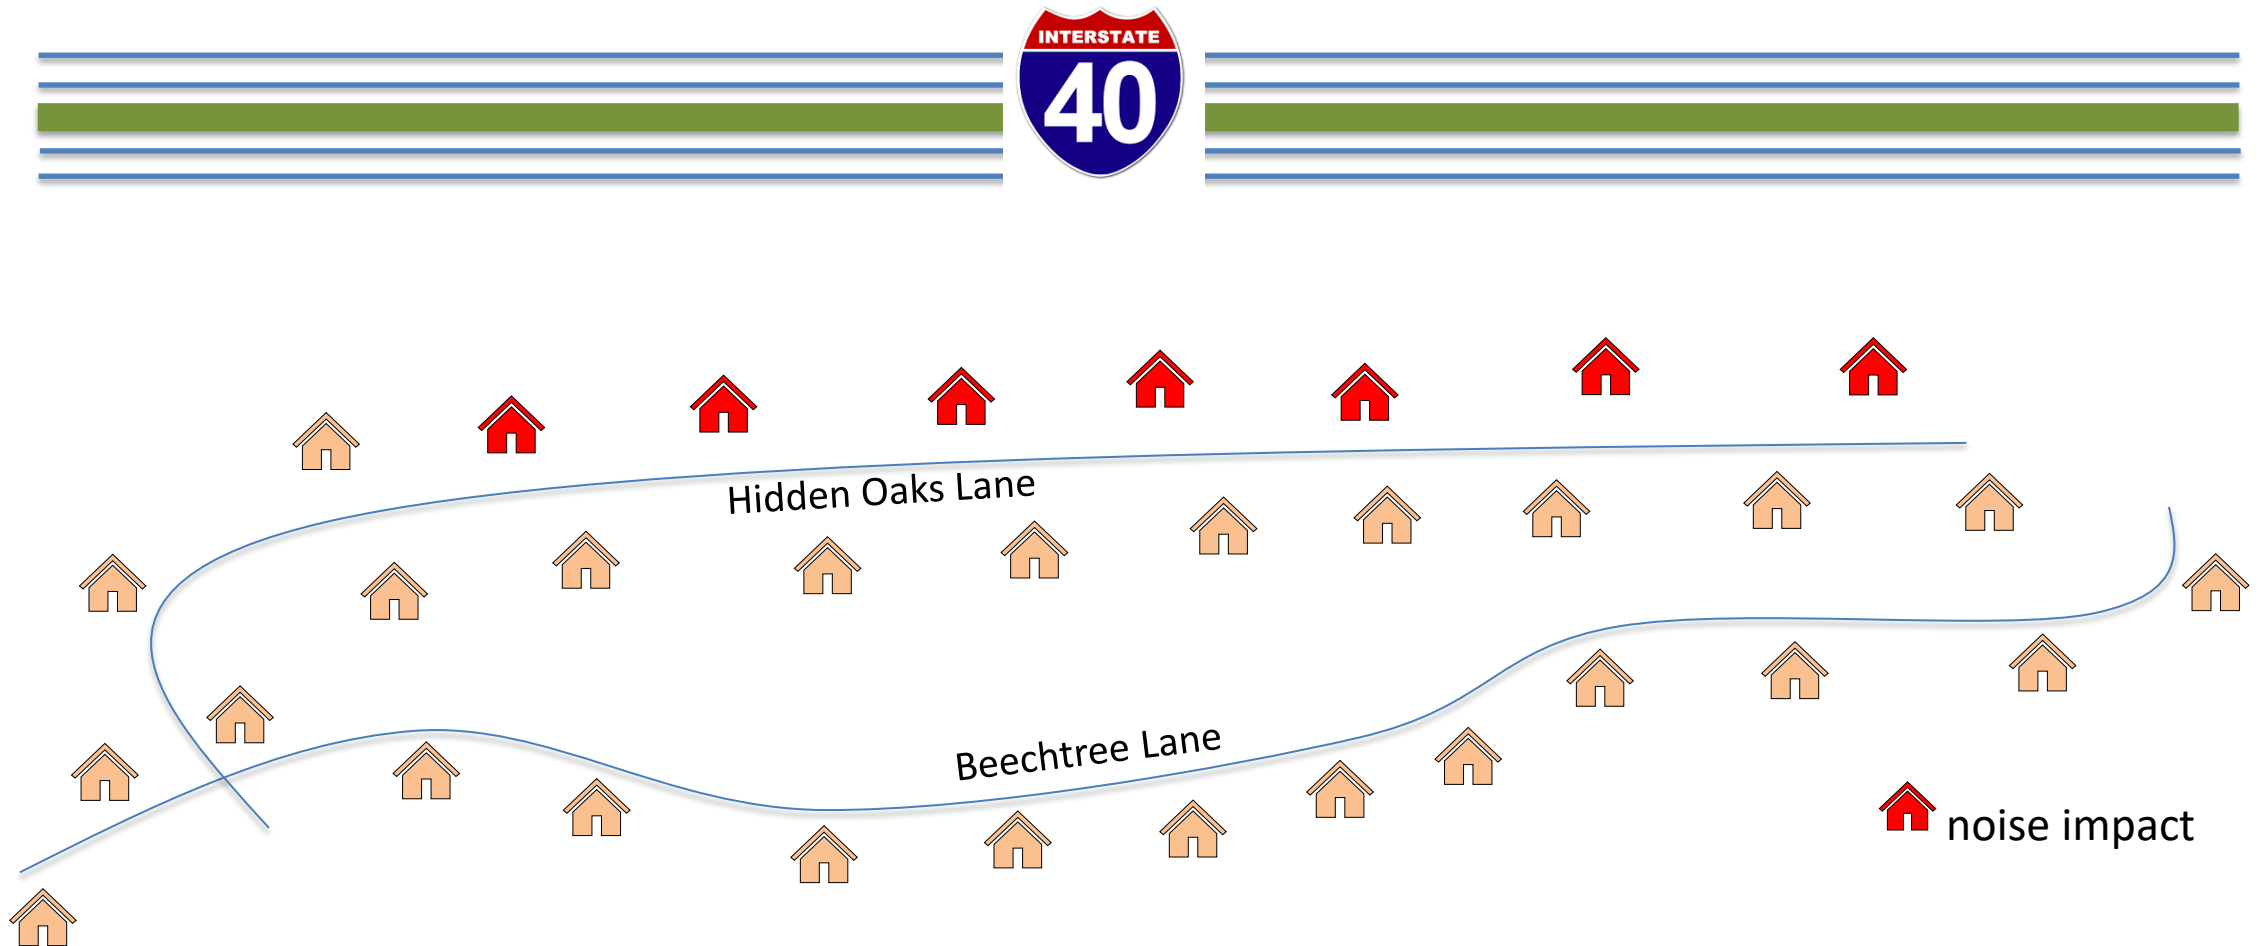 INTERSTATE
40
Hidden Oaks Lane
Beechtree Lane
noise impact